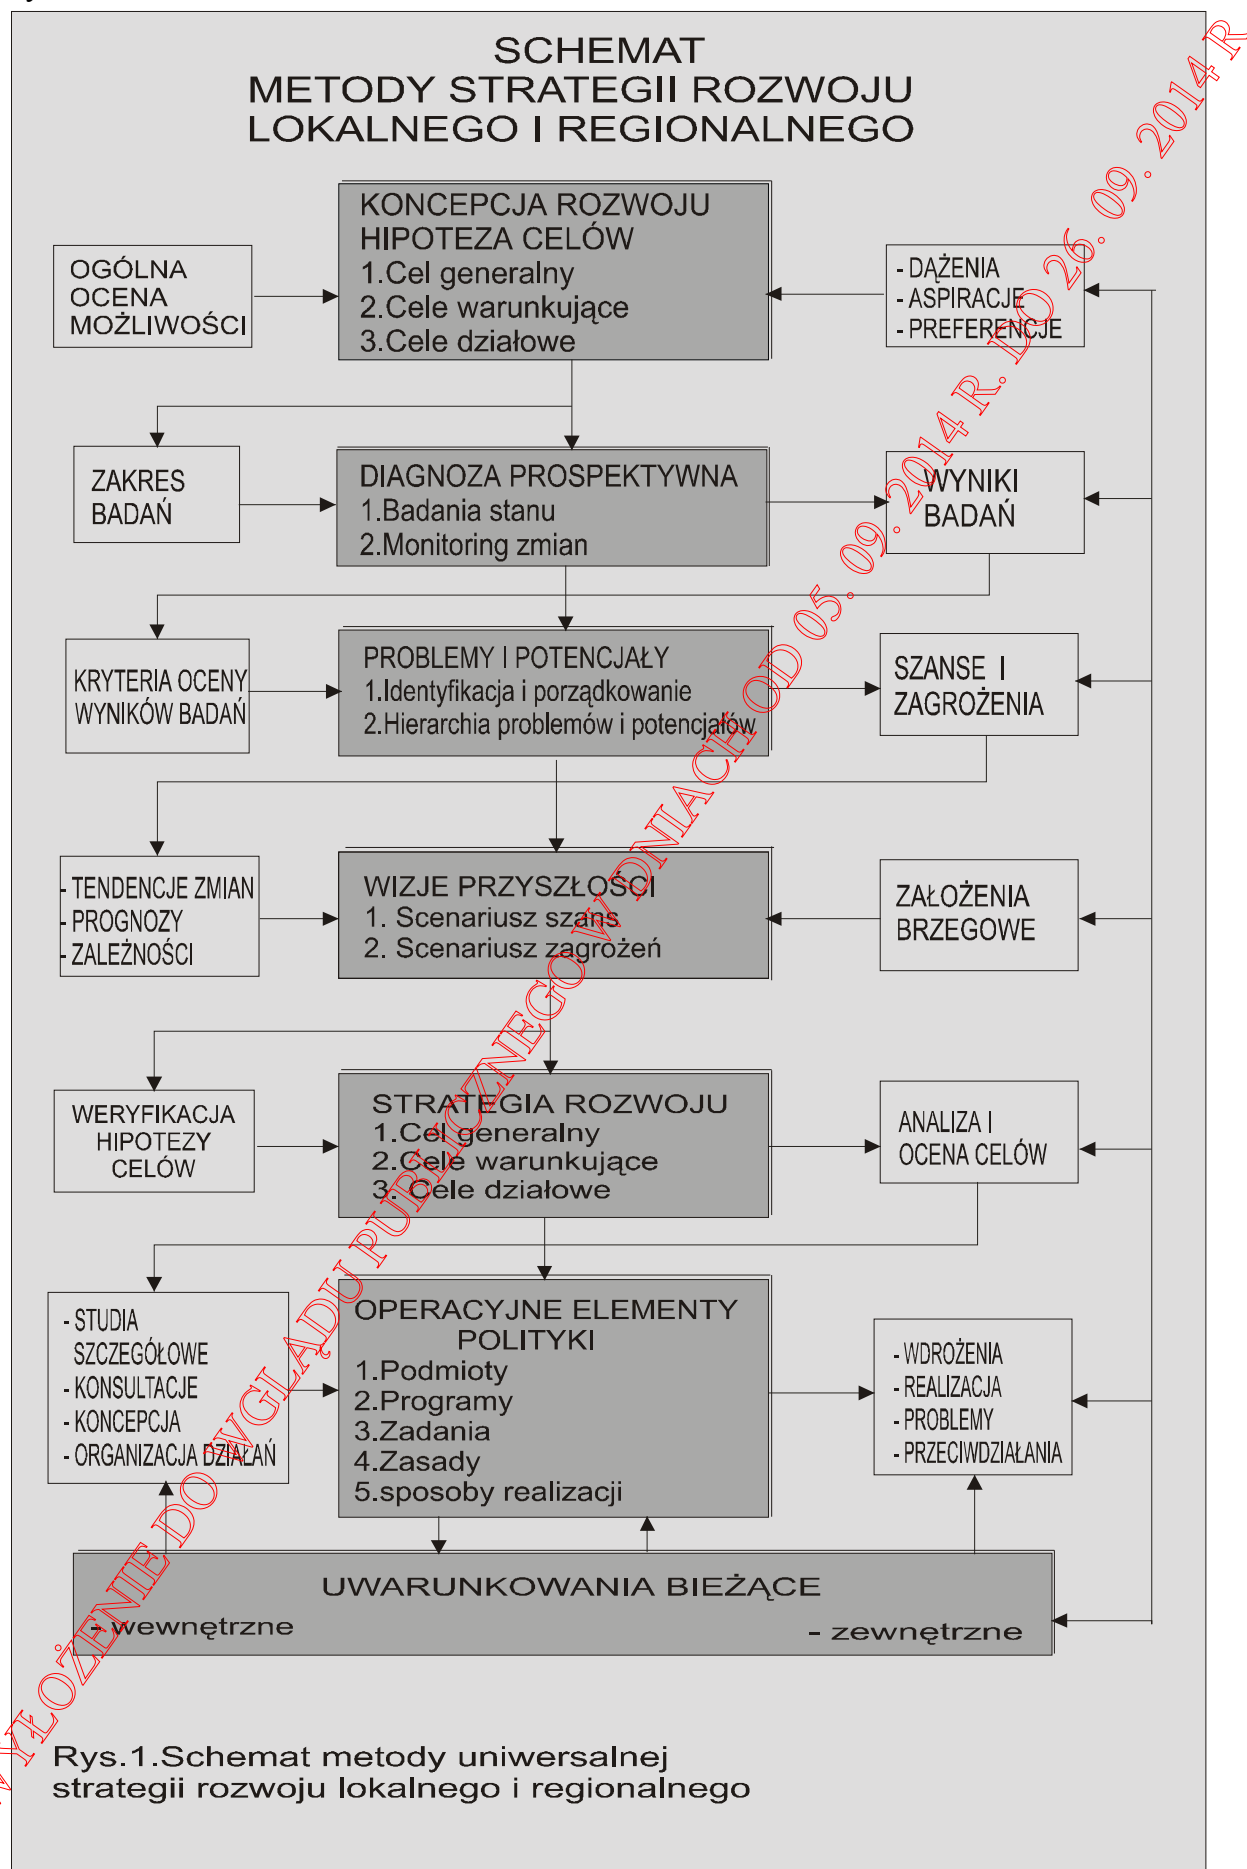 SCHEMAT
METODY STRATEGII ROZWOJU
LOKALNEGO I REGIONALNEGO
KONCEPCJA ROZWOJU
HIPOTEZA CELÓW
1.Cel generalny
2.Cele warunkujące
3.Cele działowe
OGÓLNA
OCENA
MOŻLIWOŚCI
- DĄŻENIA
- ASPIRACJE
- PREFERENCJE
ZAKRES
BADAŃ
DIAGNOZA PROSPEKTYWNA
1.Badania stanu
2.Monitoring zmian
WYNIKI
BADAŃ
KRYTERIA OCENY
WYNIKÓW BADAŃ
PROBLEMY I POTENCJAŁY
1.Identyfikacja i porządkowanie
2.Hierarchia problemów i potencjałów
SZANSE I
ZAGROŻENIA
- TENDENCJE ZMIAN
- PROGNOZY
- ZALEŻNOŚCI
WIZJE PRZYSZŁOŚCI
1. Scenariusz szans
2. Scenariusz zagrożeń
ZAŁOŻENIA
BRZEGOWE
WERYFIKACJA
HIPOTEZY
CELÓW
STRATEGIA ROZWOJU
1.Cel generalny
2.Cele warunkujące
3. Cele działowe
ANALIZA I
OCENA CELÓW
- STUDIA
SZCZEGÓŁOWE
- KONSULTACJE
- KONCEPCJA
- ORGANIZACJA DZIAŁAŃ
OPERACYJNE ELEMENTY
POLITYKI
1.Podmioty
2.Programy
3.Zadania
4.Zasady
5.sposoby realizacji
- WDROŻENIA
- REALIZACJA
- PROBLEMY
- PRZECIWDZIAŁANIA
UWARUNKOWANIA BIEŻĄCE
- wewnętrzne
- zewnętrzne
Rys.1.Schemat metody uniwersalnej
strategii rozwoju lokalnego i regionalnego
WYŁOŻENIE DO WGLĄDU PUBLICZNEGO W DNIACH OD 05. 09. 2014 R. DO 26. 09. 2014 R